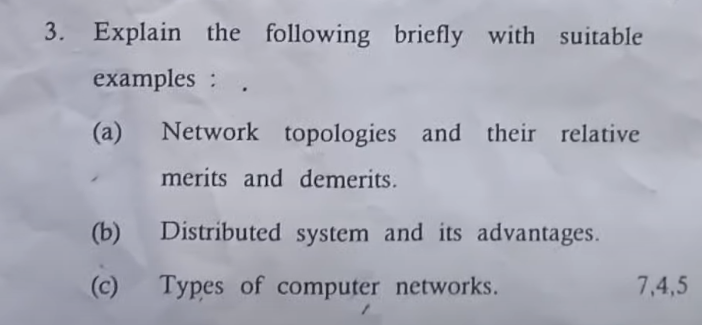 3. Explain the following briefly with suitable
examples :
(a) Network topologies and their relative
merits and demerits.
(b) Distributed system and its advantages.
(c) Types of computer networks. 7,4,5